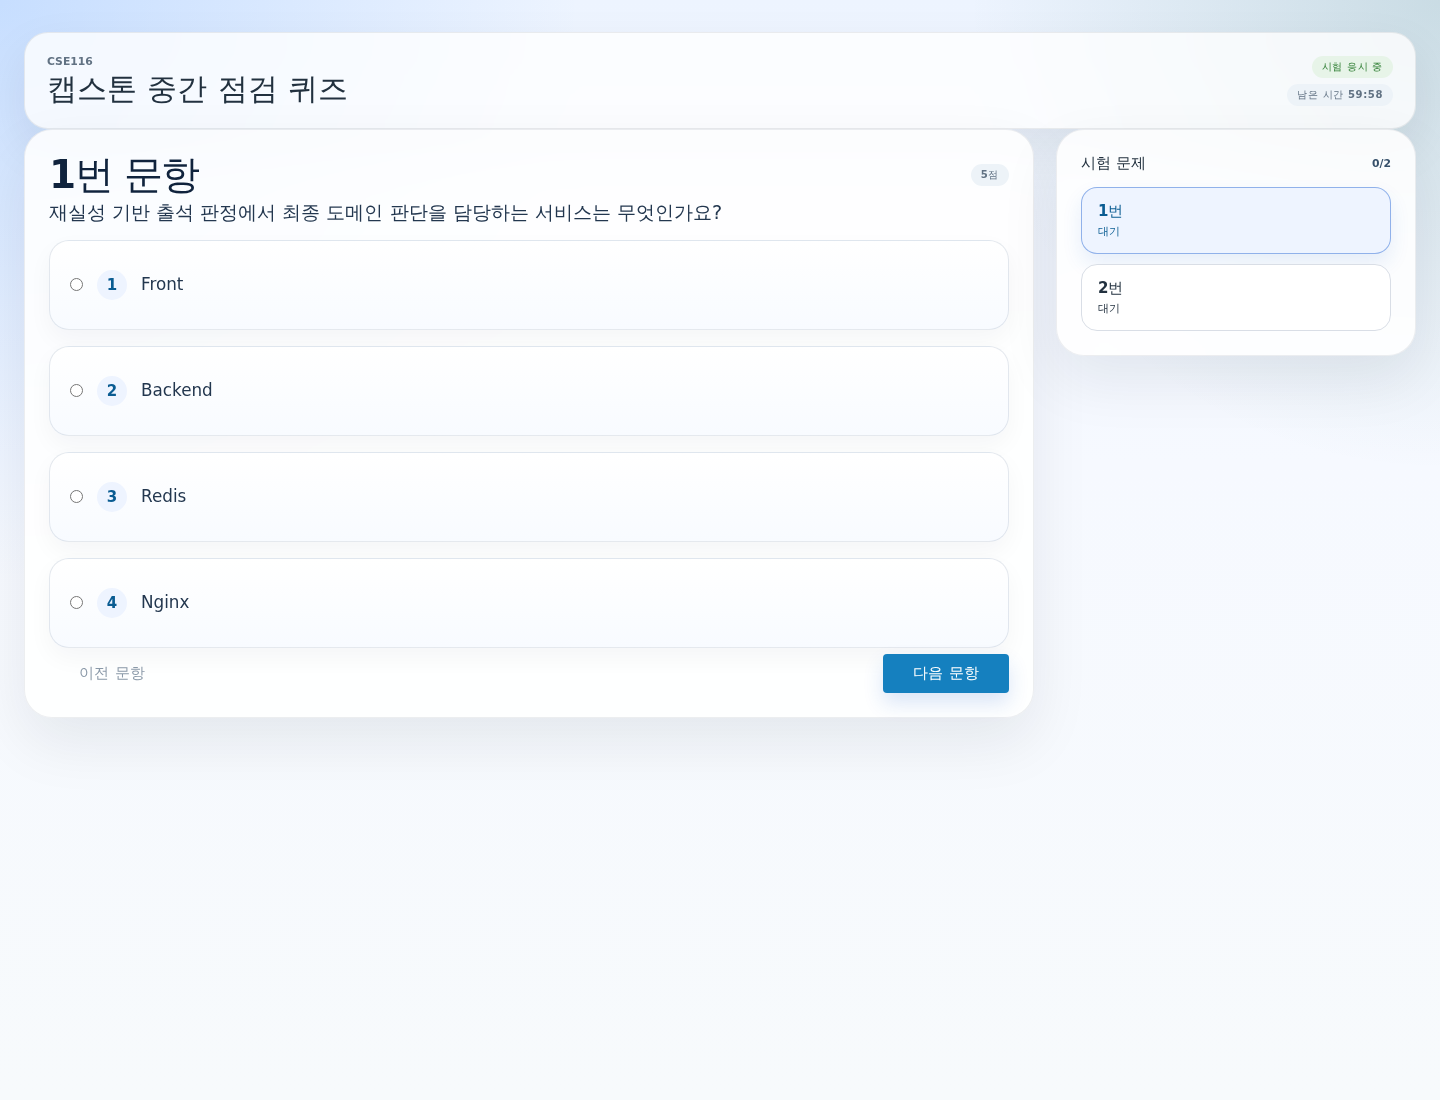 CSE116
캡스톤 중간 점검 퀴즈
시험 응시 중
남은 시간 59:58
1번 문항
5점
재실성 기반 출석 판정에서 최종 도메인 판단을 담당하는 서비스는 무엇인가요?
1 Front
2 Backend
3 Redis
4 Nginx
이전 문항
다음 문항
시험 문제
0/2
1번
대기
2번
대기